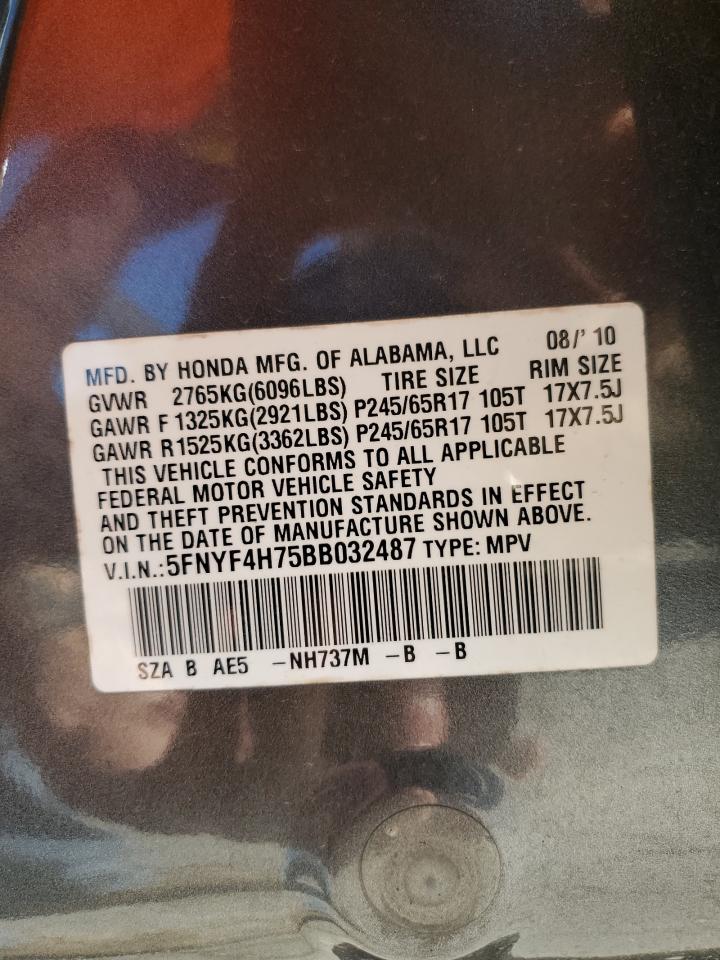 MFD. BY HONDA MFG. OF ALABAMA, LLC 08/' 10
GVWR 2765KG(6096LBS) TIRE SIZE RIM SIZE
GAWR F 1325KG(2921LBS) P245/65R17 105T 17X7.5J
GAWR R1525KG(3362LBS) P245/65R17 105T 17X7.5J
THIS VEHICLE CONFORMS TO ALL APPLICABLE
FEDERAL MOTOR VEHICLE SAFETY
AND THEFT PREVENTION STANDARDS IN EFFECT
ON THE DATE OF MANUFACTURE SHOWN ABOVE.
V.I.N.:5FNYF4H75BB032487 TYPE: MPV
SZA B AE5 -NH737M -B -B